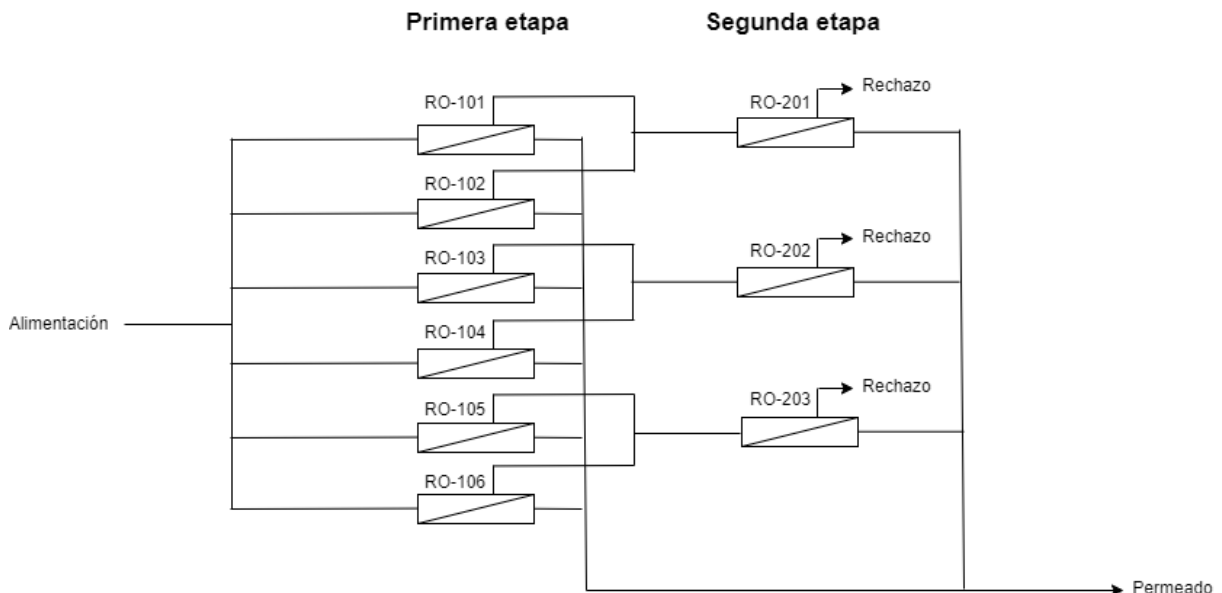 Primera etapa
Segunda etapa
RO-101
RO-201
Rechazo
RO-102
RO-103
RO-202
Rechazo
Alimentación
RO-104
RO-105
RO-203
Rechazo
RO-106
Permeado